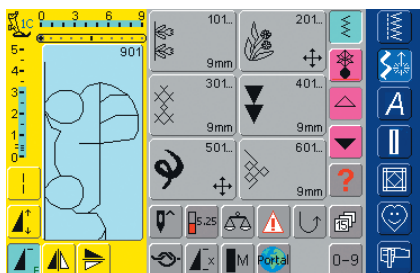 1C 0 3 6 9
101... 201...
901
5-
9mm
4-
301... 401...
3
2
9mm 9mm
1
501... 601...
0
9mm
?
A
5.25
15
F
x
M
Portal
0-9